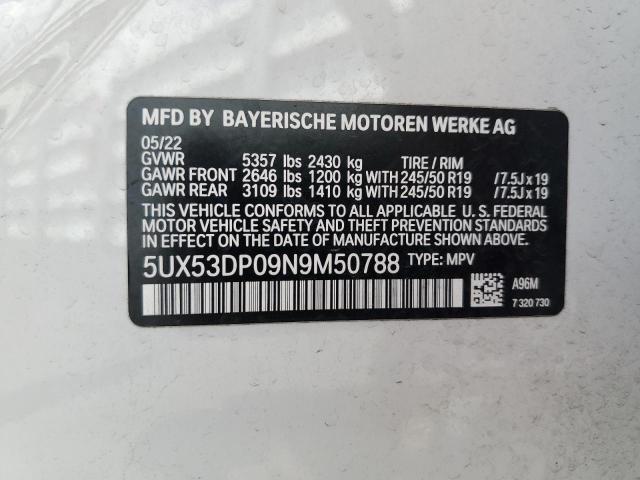 MFD BY BAYERISCHE MOTOREN WERKE AG
05/22
GVWR 5357 lbs 2430 kg TIRE / RIM
GAWR FRONT 2646 lbs 1200 kg WITH 245/50 R19 /7.5J x 19
GAWR REAR 3109 lbs 1410 kg WITH 245/50 R19 /7.5J x 19
THIS VEHICLE CONFORMS TO ALL APPLICABLE U. S. FEDERAL
MOTOR VEHICLE SAFETY AND THEFT PREVENTION STANDARDS
IN EFFECT ON THE DATE OF MANUFACTURE SHOWN ABOVE.
5UX53DP09N9M50788 TYPE: MPV
A96M
7 320 730